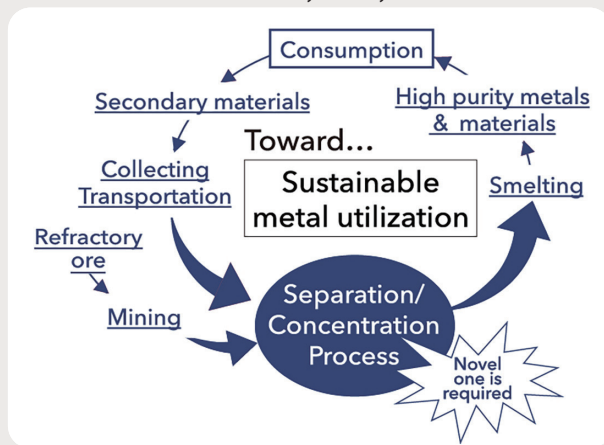 Consumption
Secondary materials
High purity metals
& materials
Toward...
Collecting
Transportation
Sustainable
metal utilization
Smelting
Refractory
ore
Mining
Separation/
Concentration
Process
Novel
one is
required